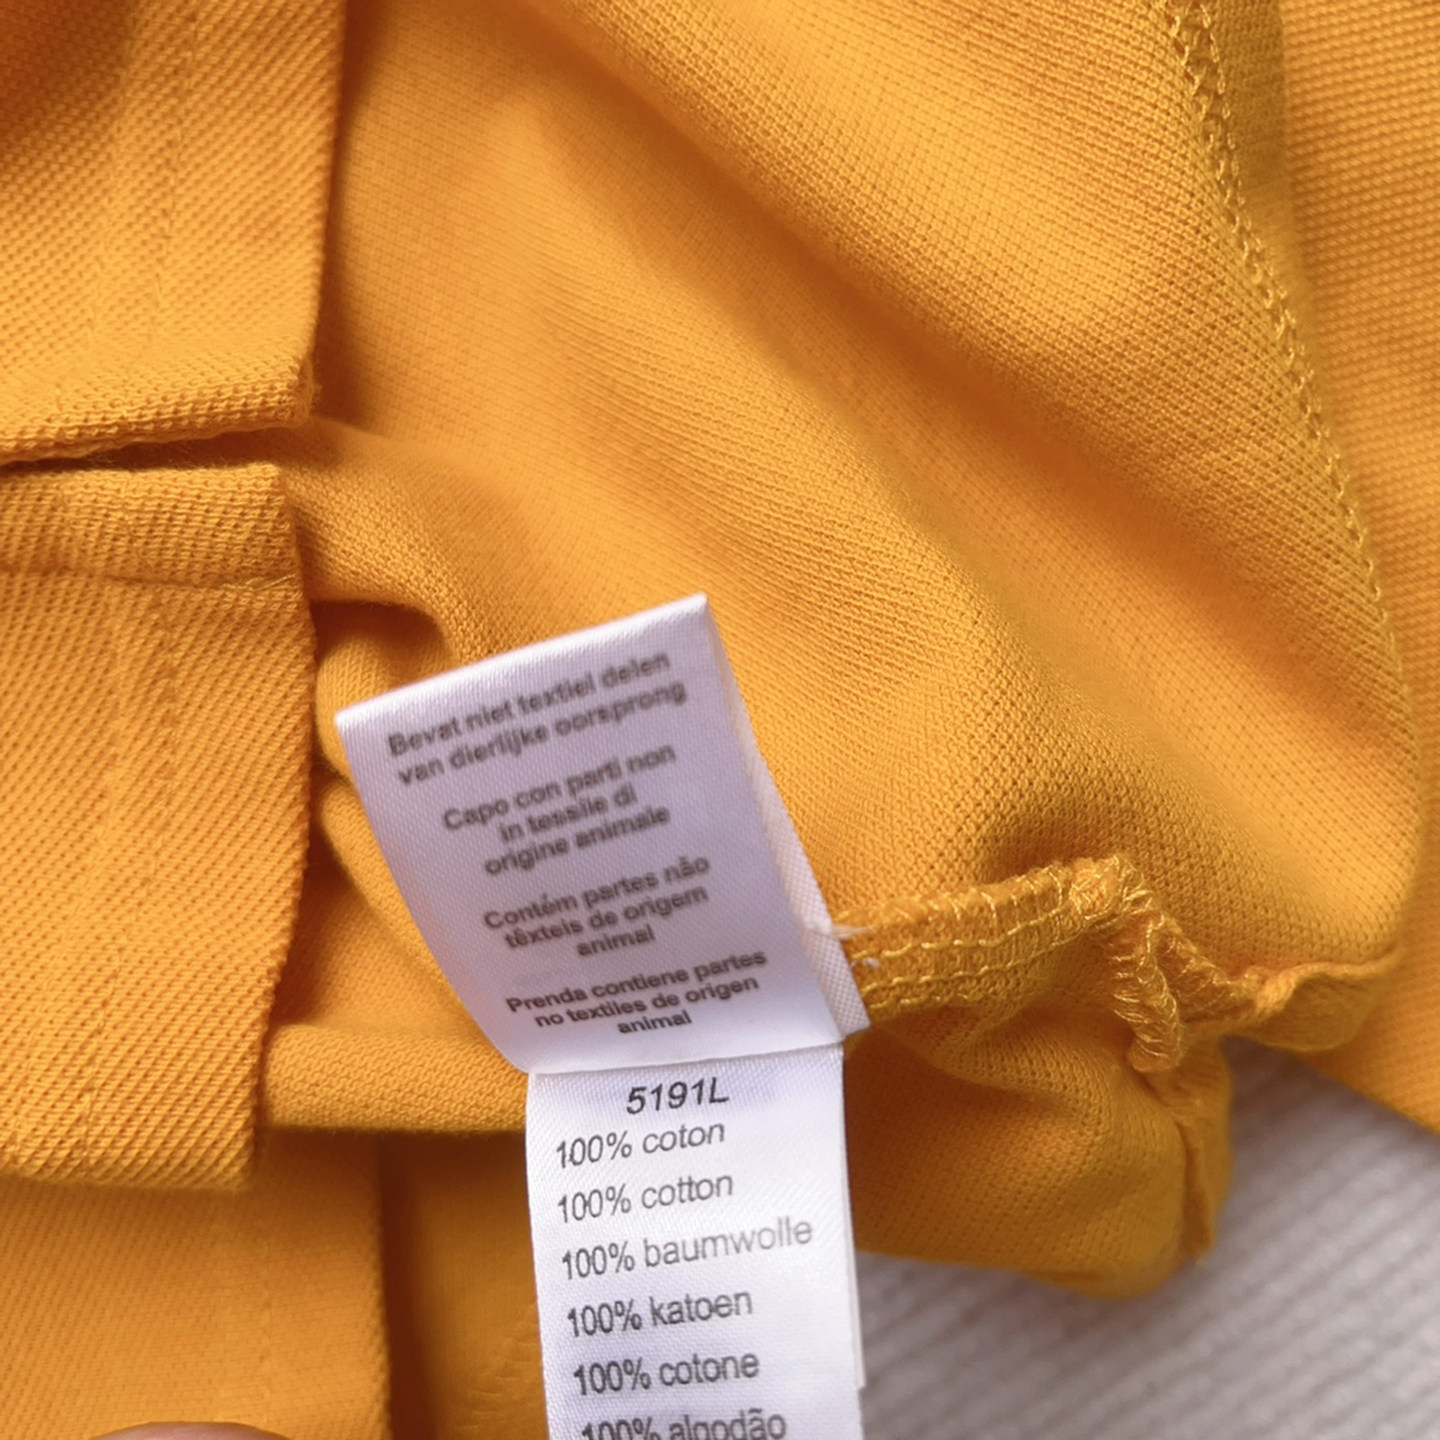 Bevat niet textiel delen
van dierlijke oorsprong
Capo con parti non
in tessile di
origine animale
Contém partes não
têxteis de origem
animal
Prenda contiene partes
no textiles de origen
animal
5191L
100% coton
100% cotton
100% baumwolle
100% katoen
100% cotone
100% algodão